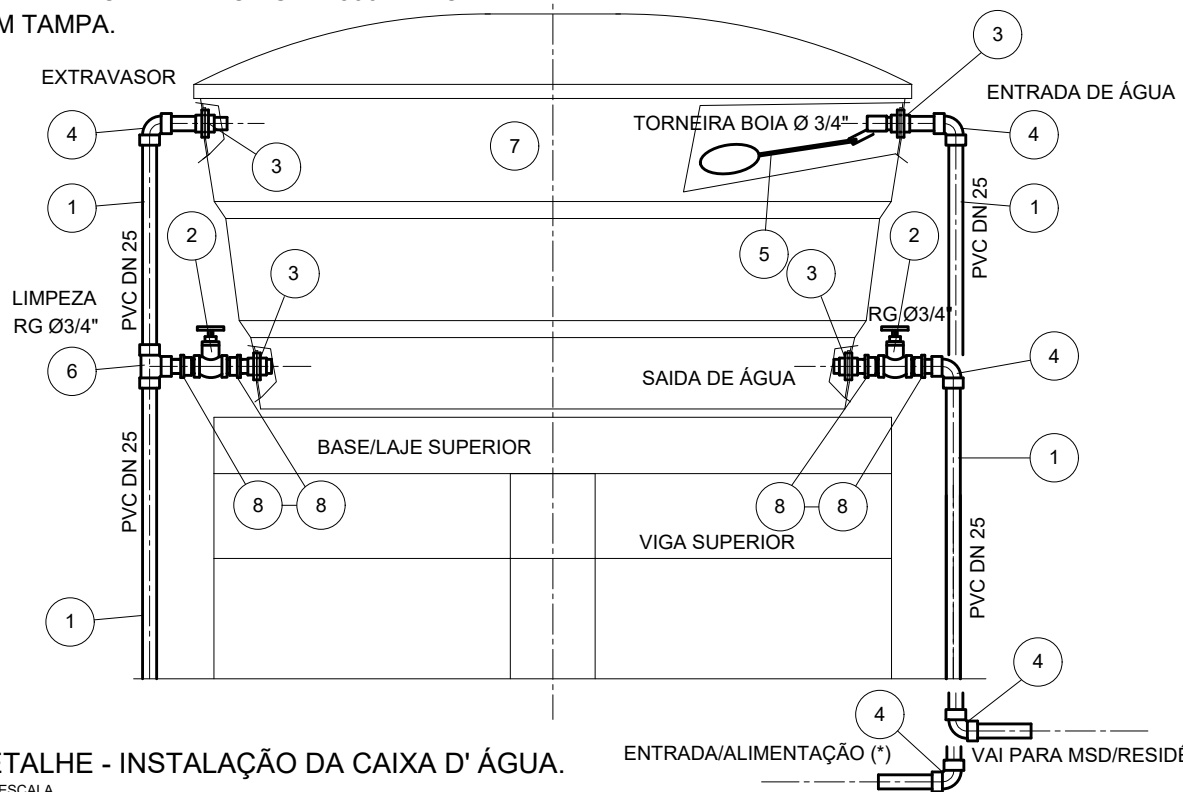 M TAMPA.
3
EXTRAVASOR
ENTRADA DE ÁGUA
4
TORNEIRA BOIA Ø 3/4"
7
3
4
1
2
5
3
2
1
PVC DN 25
PVC DN 25
LIMPEZA
RG Ø3/4"
3
RG Ø3/4"
6
SAIDA DE ÁGUA
4
BASE/LAJE SUPERIOR
1
8
8
8
8
PVC DN 25
VIGA SUPERIOR
PVC DN 25
1
4
4
ENTRADA/ALIMENTAÇÃO (*)
VAI PARA MSD/RESIDÊ
ETALHE - INSTALAÇÃO DA CAIXA D' ÁGUA.
ESCALA